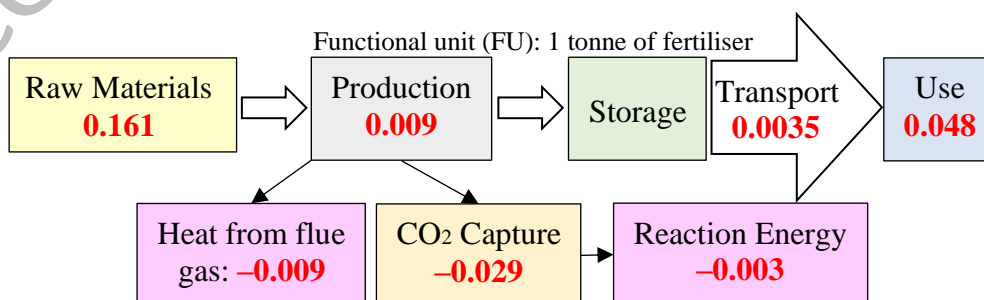 Functional unit (FU): 1 tonne of fertiliser
Raw Materials
0.161
Production
0.009
Storage
Transport
0.0035
Use
0.048
Heat from flue
gas: –0.009
CO₂ Capture
–0.029
Reaction Energy
–0.003